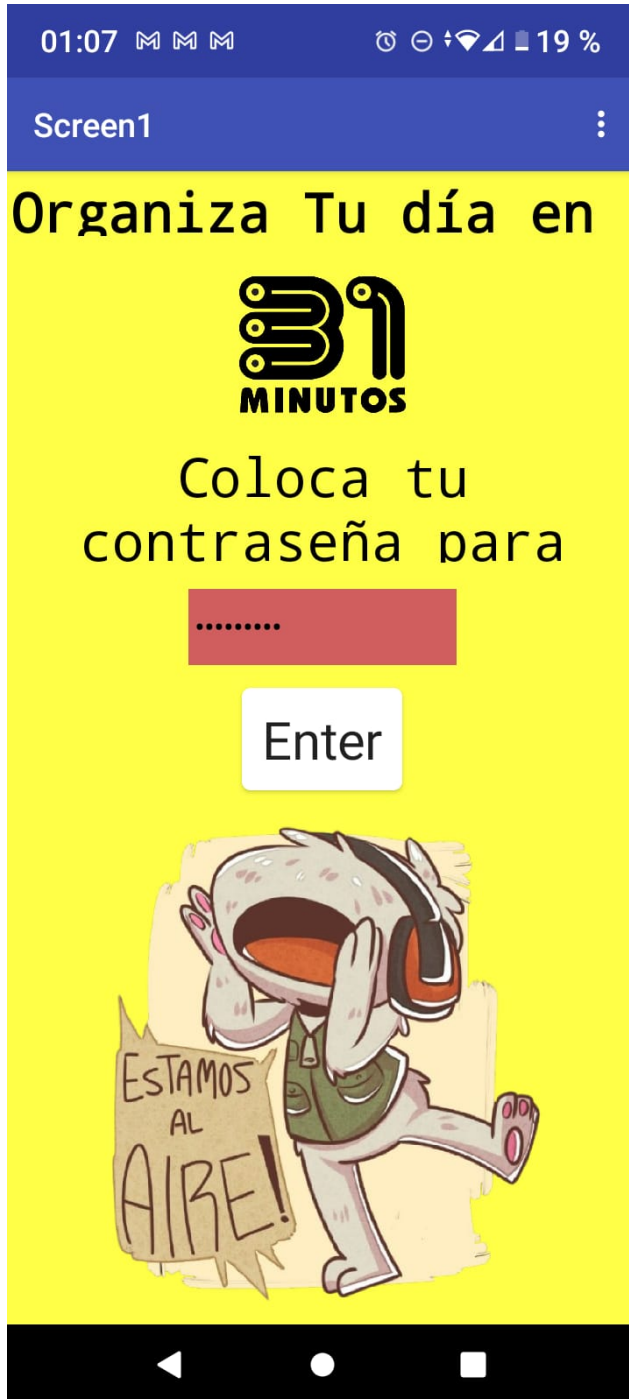 01:07 19 %
Screen1
Organiza Tu día en
31
MINUTOS
Coloca tu
contraseña para
.........
Enter
ESTAMOS
AL
AIRE!